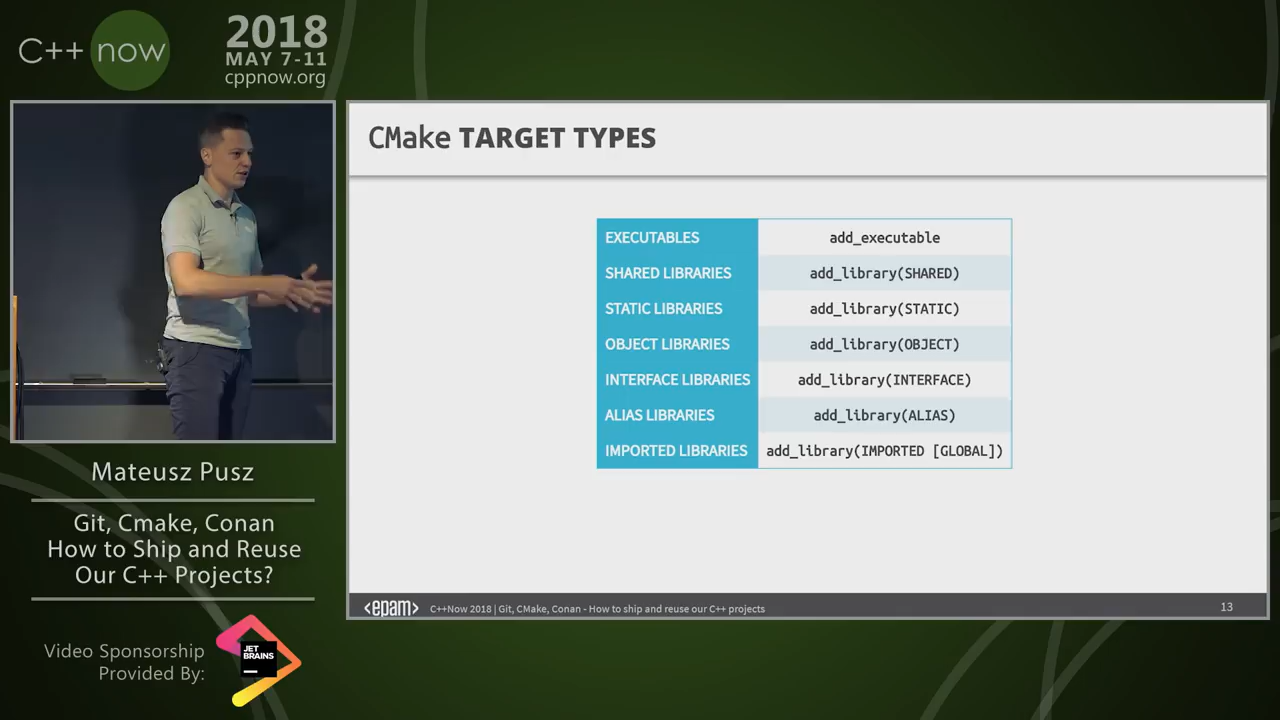 C++ now
2018
MAY 7-11
cppnow.org
CMake TARGET TYPES
EXECUTABLES add_executable
SHARED LIBRARIES add_library(SHARED)
STATIC LIBRARIES add_library(STATIC)
OBJECT LIBRARIES add_library(OBJECT)
INTERFACE LIBRARIES add_library(INTERFACE)
ALIAS LIBRARIES add_library(ALIAS)
IMPORTED LIBRARIES add_library(IMPORTED [GLOBAL])
Mateusz Pusz
Git, Cmake, Conan
How to Ship and Reuse
Our C++ Projects?
Video Sponsorship
Provided By:
JET
BRAINS
<epam> C++Now 2018 | Git, CMake, Conan - How to ship and reuse our C++ projects 13